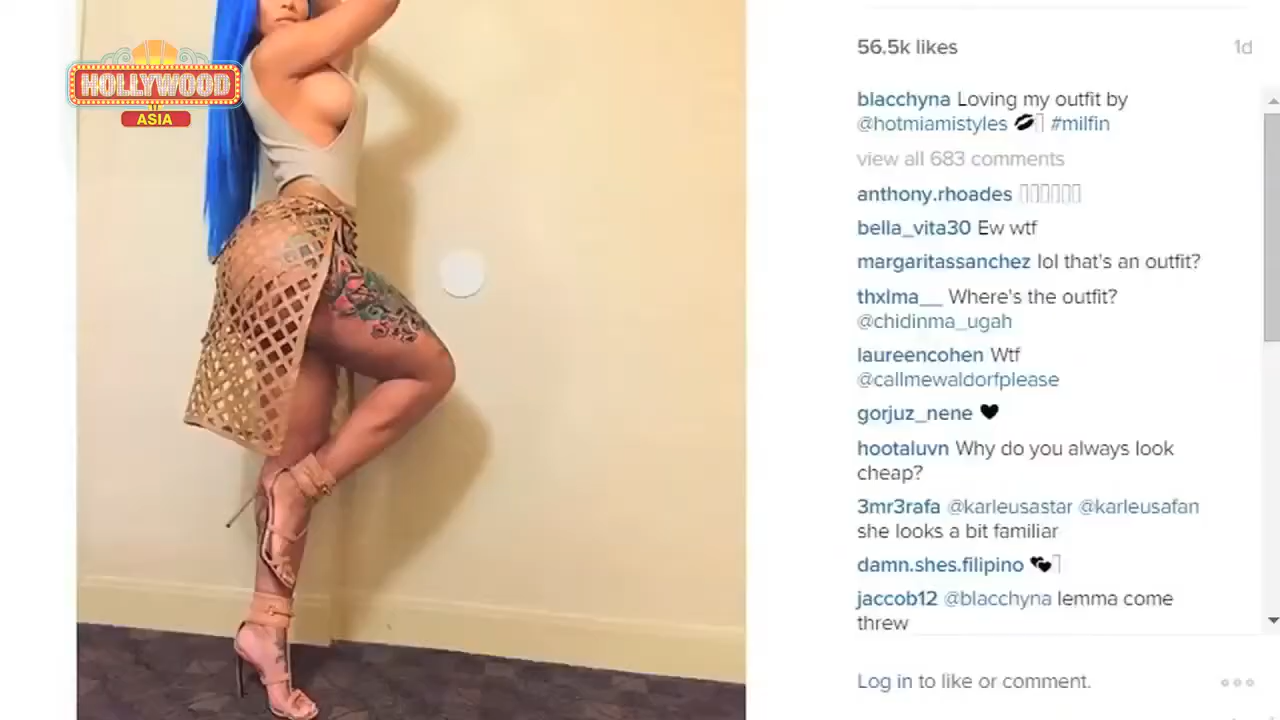 HOLLYWOOD
ASIA
56.5k likes
1d
blacchyna Loving my outfit by
@hotmiamistyles 💋 #milfin
view all 683 comments
anthony.rhoades
bella_vita30 Ew wtf
margaritassanchez lol that's an outfit?
thxlma__ Where's the outfit?
@chidinma_ugah
laureencohen Wtf
@callmewaldorfplease
gorjuz_nene ♥
hootaluvn Why do you always look
cheap?
3mr3rafa @karleusastar @karleusafan
she looks a bit familiar
damn.shes.filipino 💕
jaccob12 @blacchyna lemma come
threw
Log in to like or comment.